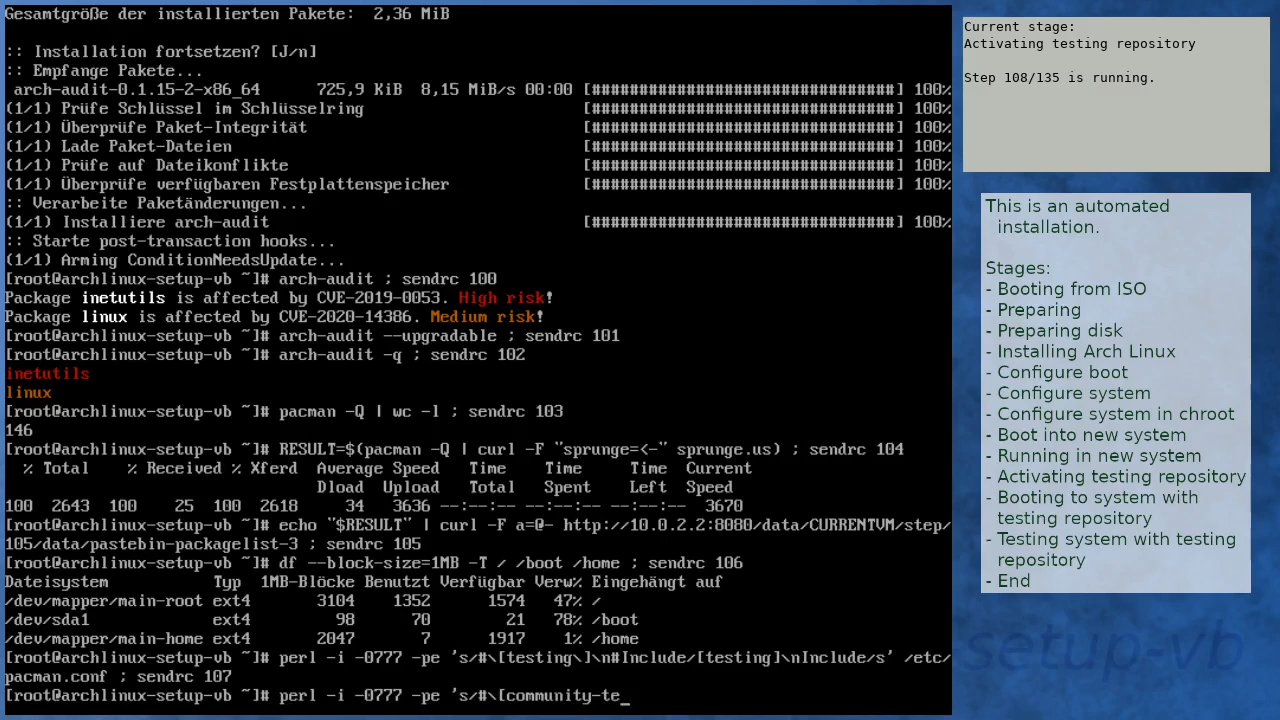 Gesamtgröße der installierten Pakete:  2,36 MiB
:: Installation fortsetzen? [J/n]
:: Empfange Pakete...
 arch-audit-0.1.15-2-x86_64      725,9 KiB  8,15 MiB/s 00:00 [################################] 100%
(1/1) Prüfe Schlüssel im Schlüsselring                       [################################] 100%
(1/1) Überprüfe Paket-Integrität                             [################################] 100%
(1/1) Lade Paket-Dateien                                     [################################] 100%
(1/1) Prüfe auf Dateikonflikte                               [################################] 100%
(1/1) Überprüfe verfügbaren Festplattenspeicher              [################################] 100%
:: Verarbeite Paketänderungen...
(1/1) Installiere arch-audit                                 [################################] 100%
:: Starte post-transaction hooks...
(1/1) Arming ConditionNeedsUpdate...
[root@archlinux-setup-vb ~]# arch-audit ; sendrc 100
Package inetutils is affected by CVE-2019-0053. High risk!
Package linux is affected by CVE-2020-14386. Medium risk!
[root@archlinux-setup-vb ~]# arch-audit --upgradable ; sendrc 101
[root@archlinux-setup-vb ~]# arch-audit -q ; sendrc 102
inetutils
linux
[root@archlinux-setup-vb ~]# pacman -Q | wc -l ; sendrc 103
146
[root@archlinux-setup-vb ~]# RESULT=$(pacman -Q | curl -F "sprunge=<-" sprunge.us) ; sendrc 104
  % Total    % Received % Xferd  Average Speed   Time    Time     Time  Current
                                 Dload  Upload   Total   Spent    Left  Speed
100  2643  100    25  100  2618     34   3636 --:--:-- --:--:-- --:--:--  3670
[root@archlinux-setup-vb ~]# echo "$RESULT" | curl -F a=@- http://10.0.2.2:8080/data/CURRENTVM/step/
105/data/pastebin-packagelist-3 ; sendrc 105
[root@archlinux-setup-vb ~]# df --block-size=1MB -T / /boot /home ; sendrc 106
Dateisystem           Typ  1MB-Blöcke Benutzt Verfügbar Verw% Eingehängt auf
/dev/mapper/main-root ext4       3104    1352      1574   47% /
/dev/sda1             ext4         98      70        21   78% /boot
/dev/mapper/main-home ext4       2047       7      1917    1% /home
[root@archlinux-setup-vb ~]# perl -i -0777 -pe 's/#\[testing\]\n#Include/[testing]\nInclude/s' /etc/
pacman.conf ; sendrc 107
[root@archlinux-setup-vb ~]# perl -i -0777 -pe 's/#\[community-te_
Current stage:
Activating testing repository
Step 108/135 is running.
This is an automated
installation.
Stages:
- Booting from ISO
- Preparing
- Preparing disk
- Installing Arch Linux
- Configure boot
- Configure system
- Configure system in chroot
- Boot into new system
- Running in new system
- Activating testing repository
- Booting to system with
testing repository
- Testing system with testing
repository
- End
setup-vb